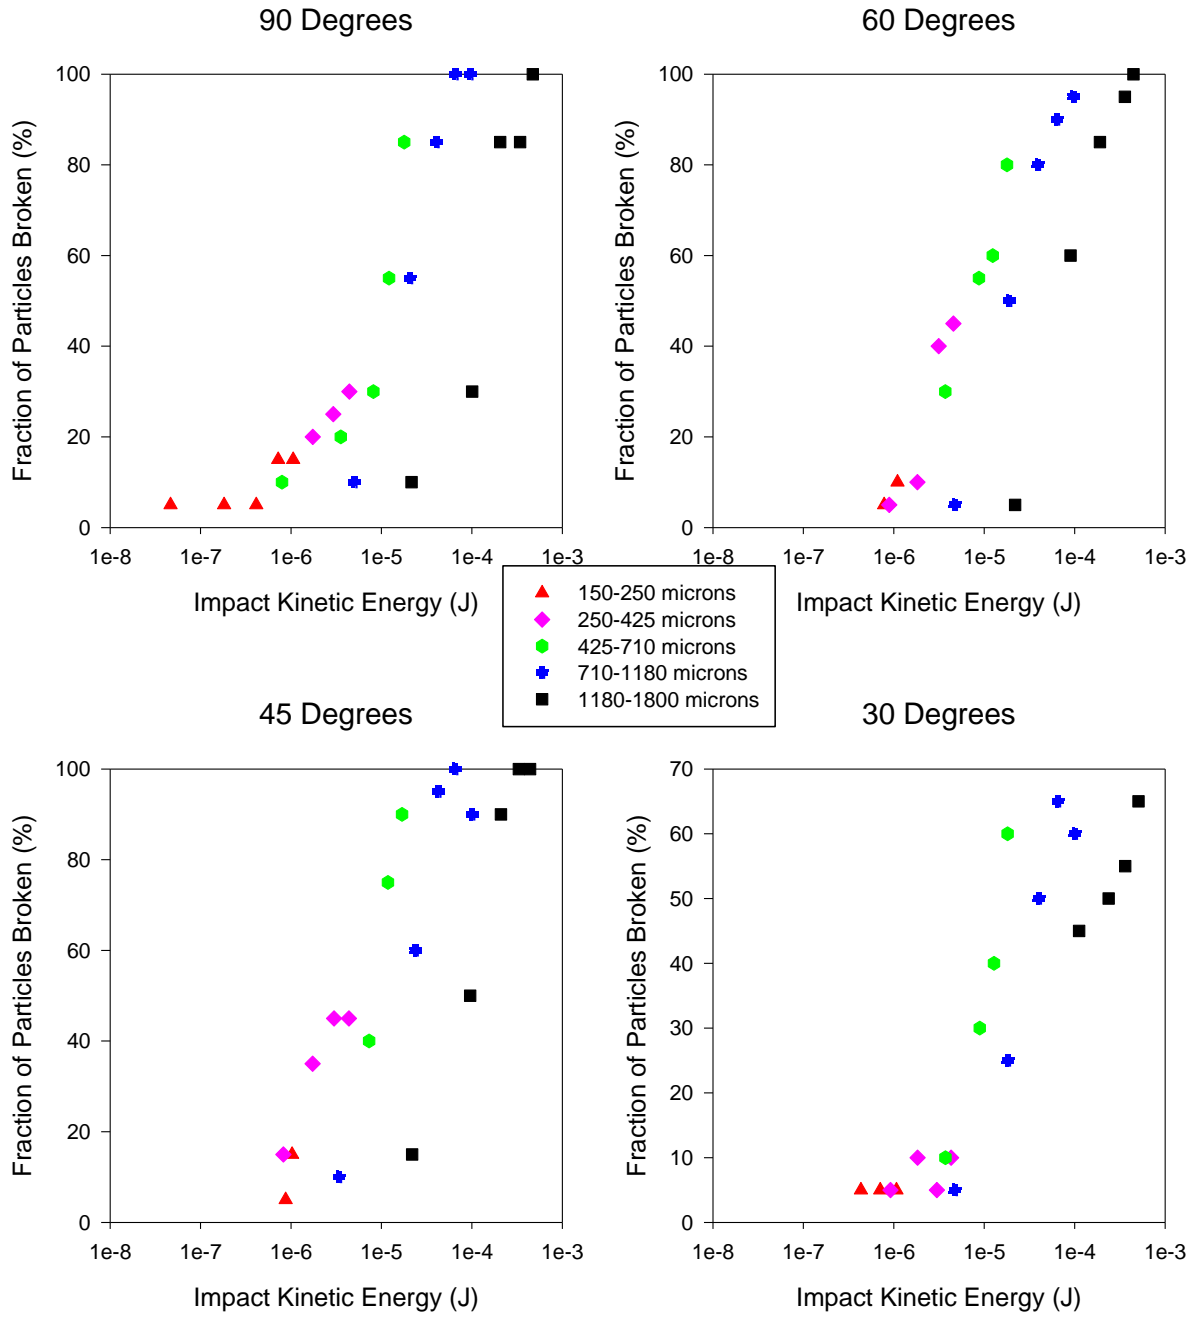 90 Degrees
Fraction of Particles Broken (%)
100
80
60
40
20
0
1e-8 1e-7 1e-6 1e-5 1e-4 1e-3
Impact Kinetic Energy (J)
60 Degrees
Fraction of Particles Broken (%)
100
80
60
40
20
0
1e-8 1e-7 1e-6 1e-5 1e-4 1e-3
Impact Kinetic Energy (J)
150-250 microns
250-425 microns
425-710 microns
710-1180 microns
1180-1800 microns
45 Degrees
Fraction of Particles Broken (%)
100
80
60
40
20
0
1e-8 1e-7 1e-6 1e-5 1e-4 1e-3
Impact Kinetic Energy (J)
30 Degrees
Fraction of Particles Broken (%)
70
60
50
40
30
20
10
0
1e-8 1e-7 1e-6 1e-5 1e-4 1e-3
Impact Kinetic Energy (J)